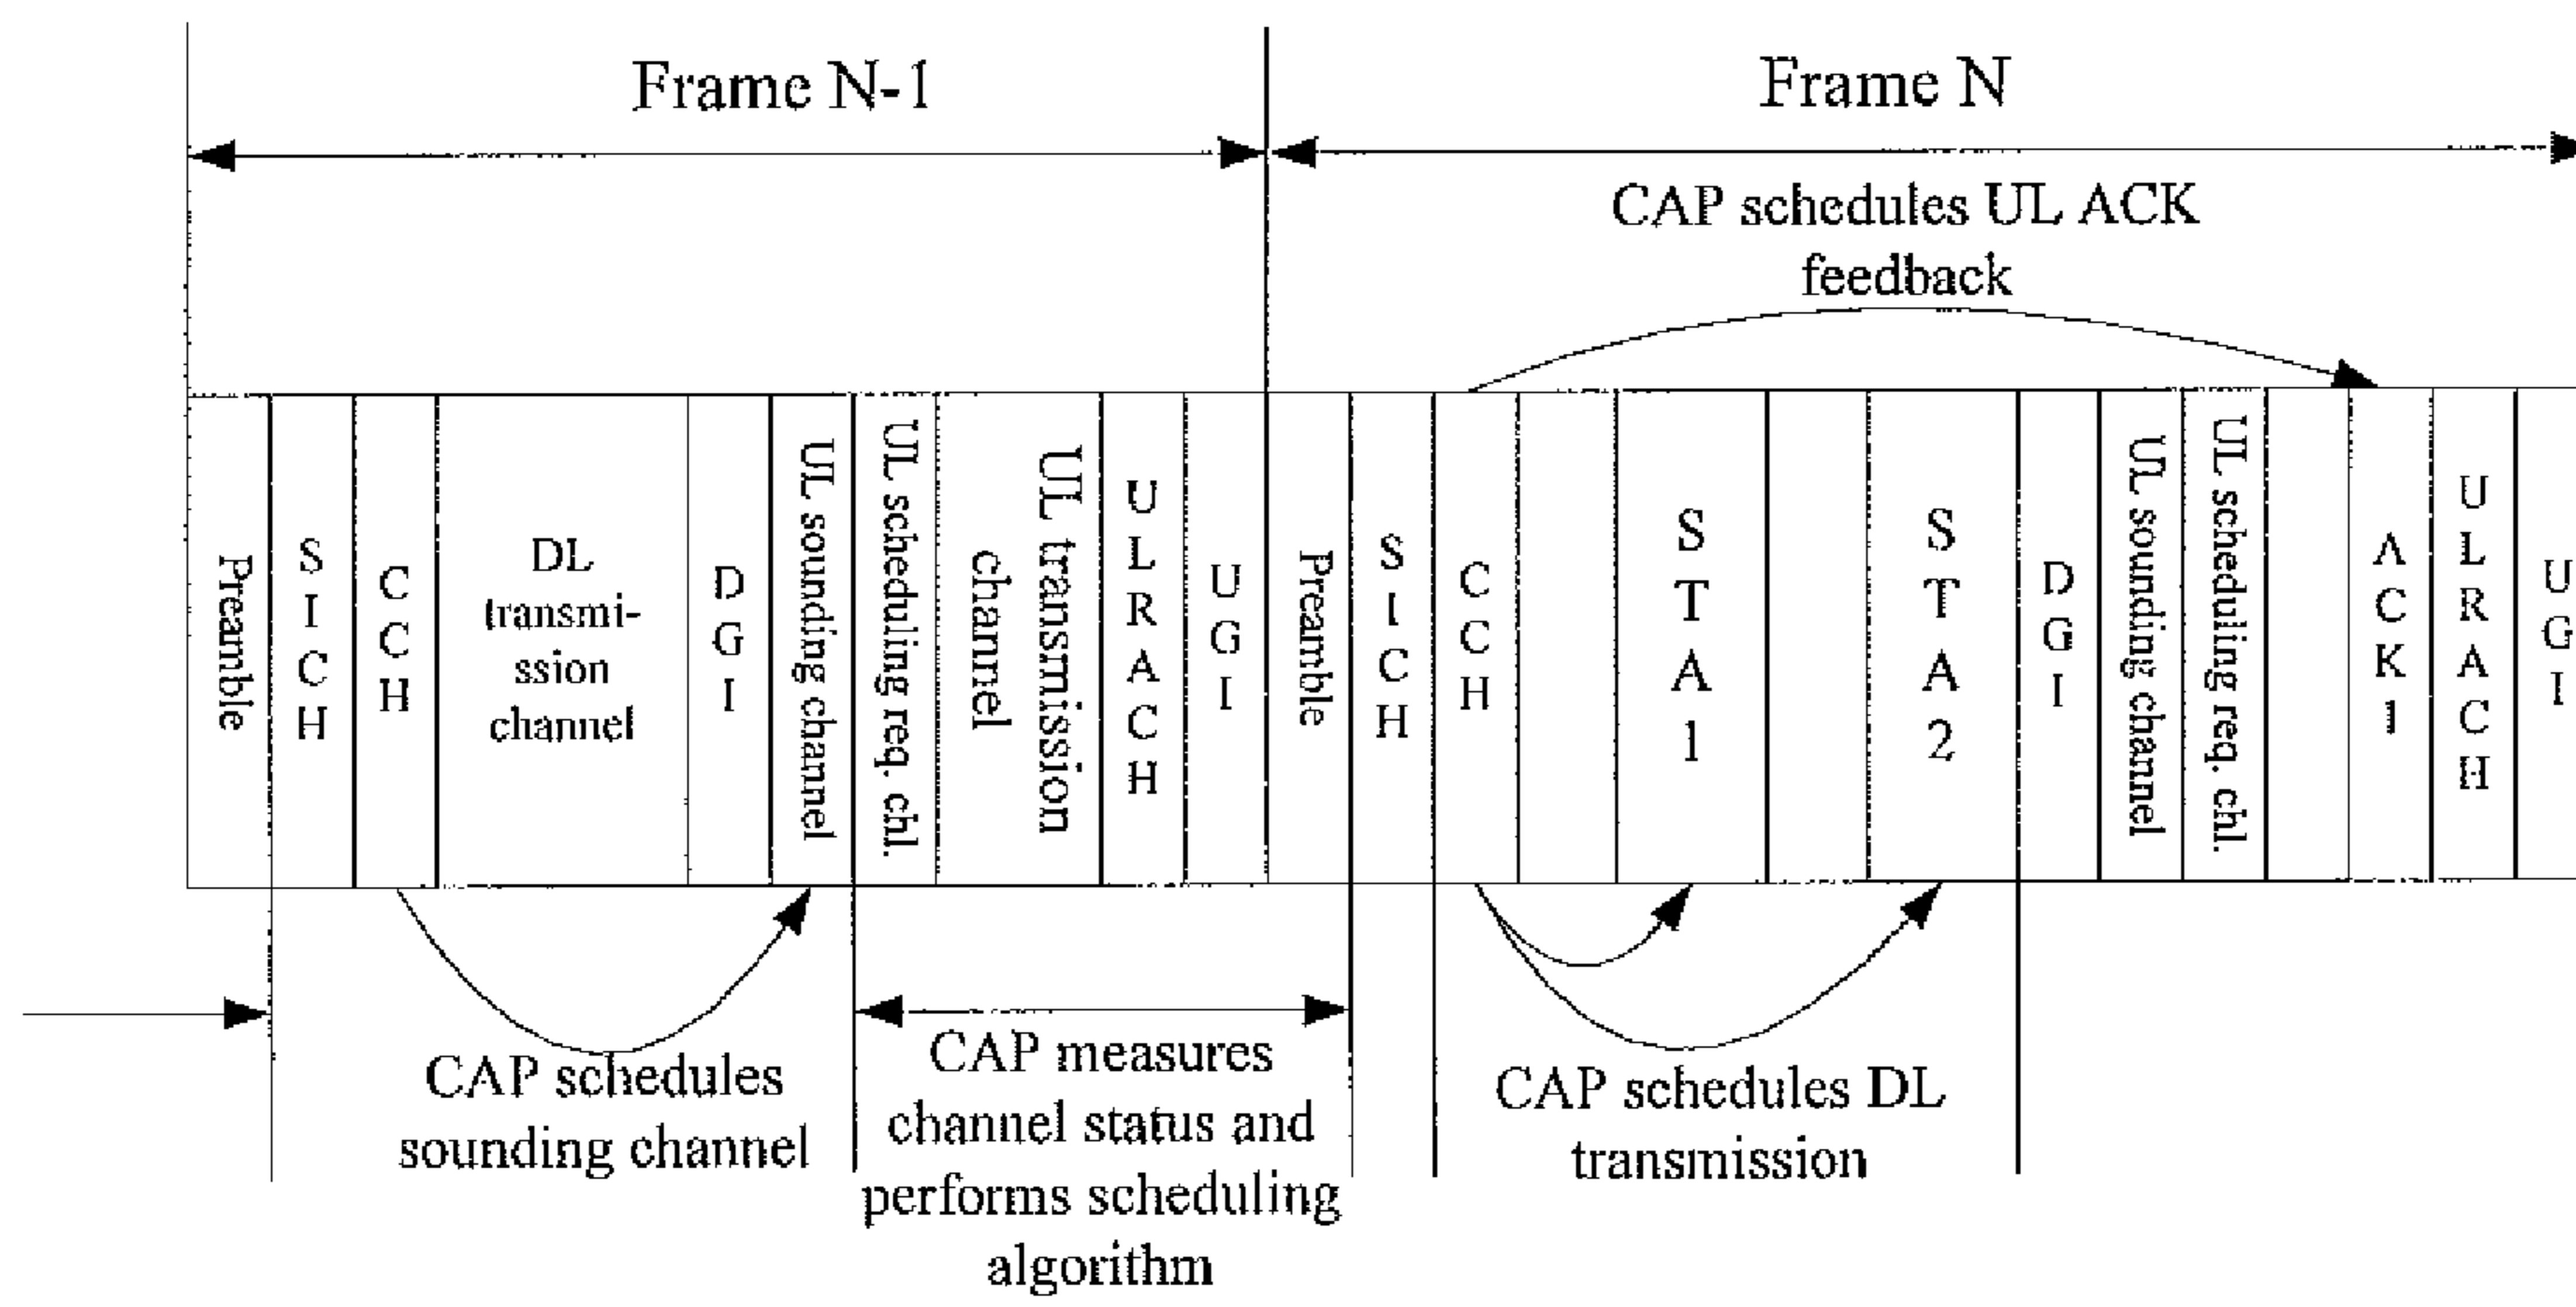 Frame N-1
Frame N
CAP schedules UL ACK
feedback
Preamble
SICH
CCH
DL
transmi-
ssion
channel
DGI
UL sounding channel
UL scheduling req. chl.
UL transmission
channel
ULRACH
UGI
Preamble
SICH
CCH
STA1
STA2
DGI
UL sounding channel
UL scheduling req. chl.
ACK1
ULRACH
UGI
CAP schedules
sounding channel
CAP measures
channel status and
performs scheduling
algorithm
CAP schedules DL
transmission